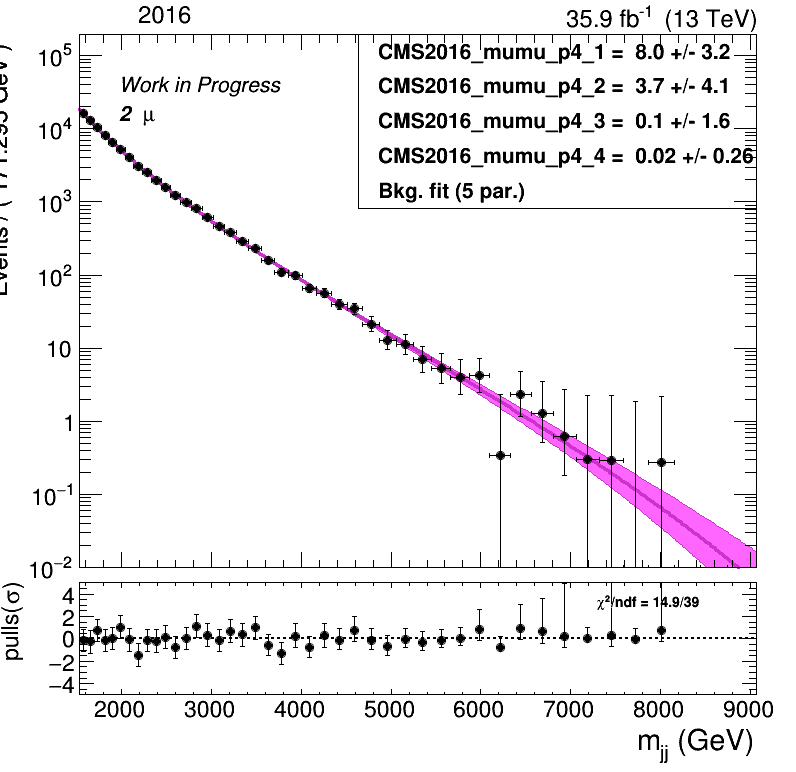 2016
35.9 fb⁻¹ (13 TeV)
CMS2016_mumu_p4_1 = 8.0 +/- 3.2
CMS2016_mumu_p4_2 = 3.7 +/- 4.1
CMS2016_mumu_p4_3 = 0.1 +/- 1.6
CMS2016_mumu_p4_4 = 0.02 +/- 0.26
Bkg. fit (5 par.)
Work in Progress
2 μ
10⁵
10⁴
10³
10²
10
1
10⁻¹
10⁻²
χ²/ndf = 14.9/39
pulls(σ)
4
2
0
−2
−4
2000 3000 4000 5000 6000 7000 8000 9000
m_jj (GeV)